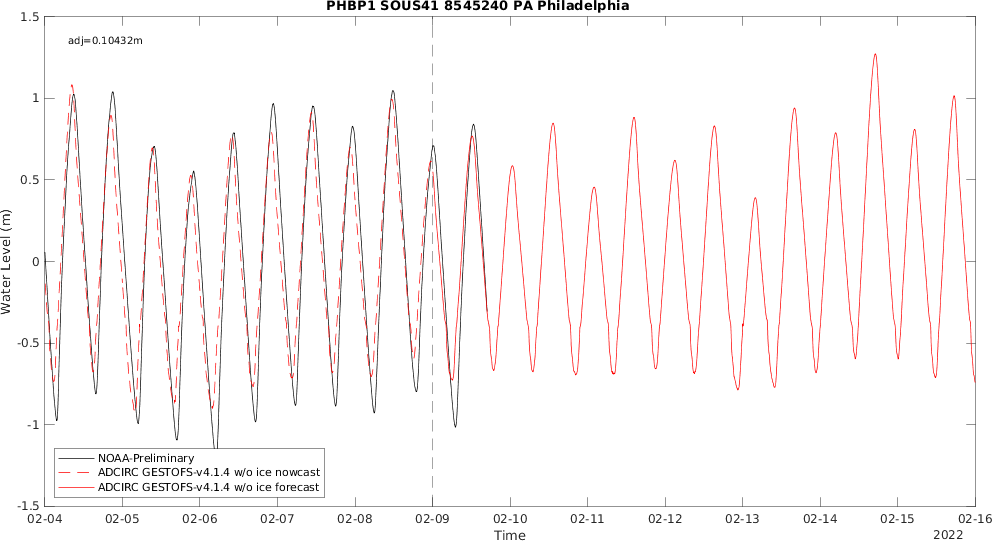 PHBP1 SOUS41 8545240 PA Philadelphia
adj=0.10432m
1.5
1
0.5
0
-0.5
-1
-1.5
Water Level (m)
NOAA-Preliminary
ADCIRC GESTOFS-v4.1.4 w/o ice nowcast
ADCIRC GESTOFS-v4.1.4 w/o ice forecast
02-04 02-05 02-06 02-07 02-08 02-09 02-10 02-11 02-12 02-13 02-14 02-15 02-16
Time
2022